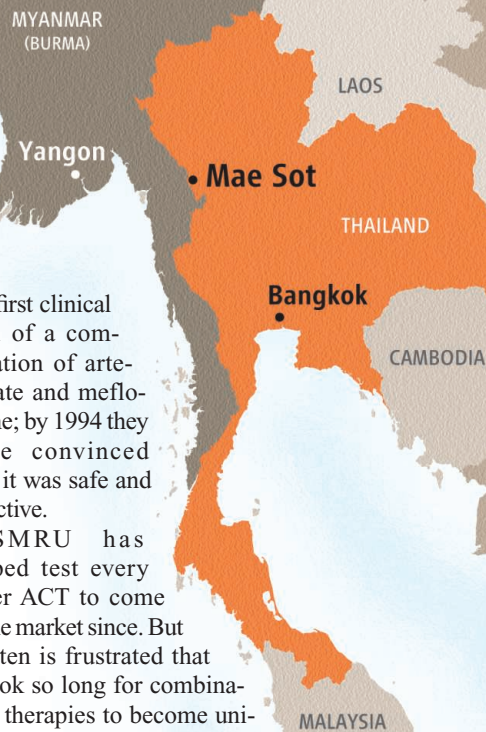 MYANMAR
(BURMA)
LAOS
Yangon
Mae Sot
THAILAND
Bangkok
CAMBODIA
MALAYSIA
first clinical
of a com-
ation of arte-
ate and meflo-
ne; by 1994 they
e convinced
it was safe and
ctive.
SMRU has
ped test every
er ACT to come
e market since. But
ten is frustrated that
ok so long for combina-
therapies to become uni-